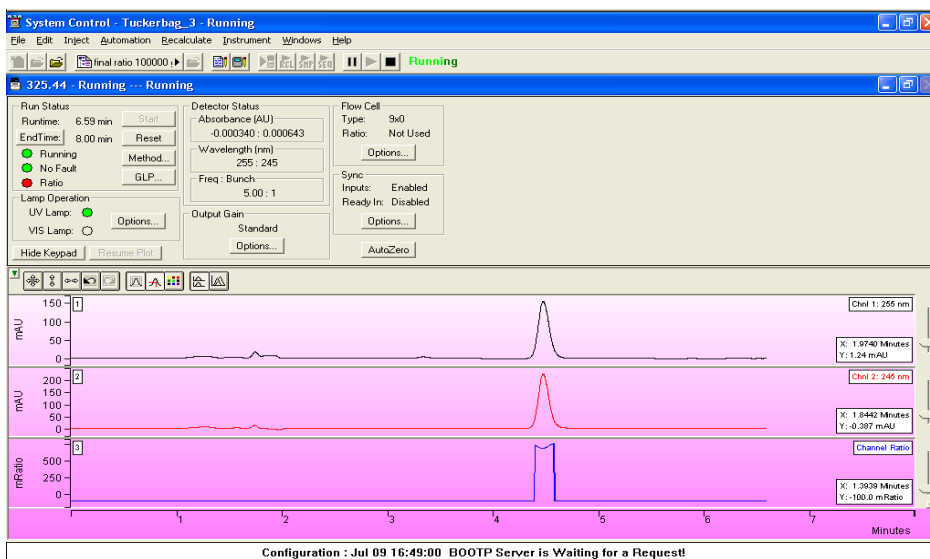 System Control - Tuckerbag_3 - Running
File Edit Inject Automation Recalculate Instrument Windows Help
final ratio 100000 RCL SMP SEQ Running
325.44 - Running --- Running
Run Status
Runtime: 6.59 min Start
EndTime: 8.00 min Reset
Running
Method...
No Fault
GLP...
Ratio
Lamp Operation
UV Lamp:
Options...
VIS Lamp:
Hide Keypad Resume Plot
Detector Status
Absorbance (AU)
-0.000340 : 0.000643
Wavelength (nm)
255 : 245
Freq : Bunch
5.00 : 1
Output Gain
Standard
Options...
Flow Cell
Type: 9x0
Ratio: Not Used
Options...
Sync
Inputs: Enabled
Ready In: Disabled
Options...
AutoZero
150
1
Chnl 1: 255 nm
100
mAU
50
X: 1.9740 Minutes
0
Y: 1.24 mAU
200
2
Chnl 2: 245 nm
150
mAU
100
50
X: 1.8442 Minutes
0
Y: -0.387 mAU
3
Channel Ratio
500
mRatio
250
X: 1.3939 Minutes
0
Y: -100.0 mRatio
1 2 3 4 5 6 7
Minutes
Configuration : Jul 09 16:49:00 BOOTP Server is Waiting for a Request!